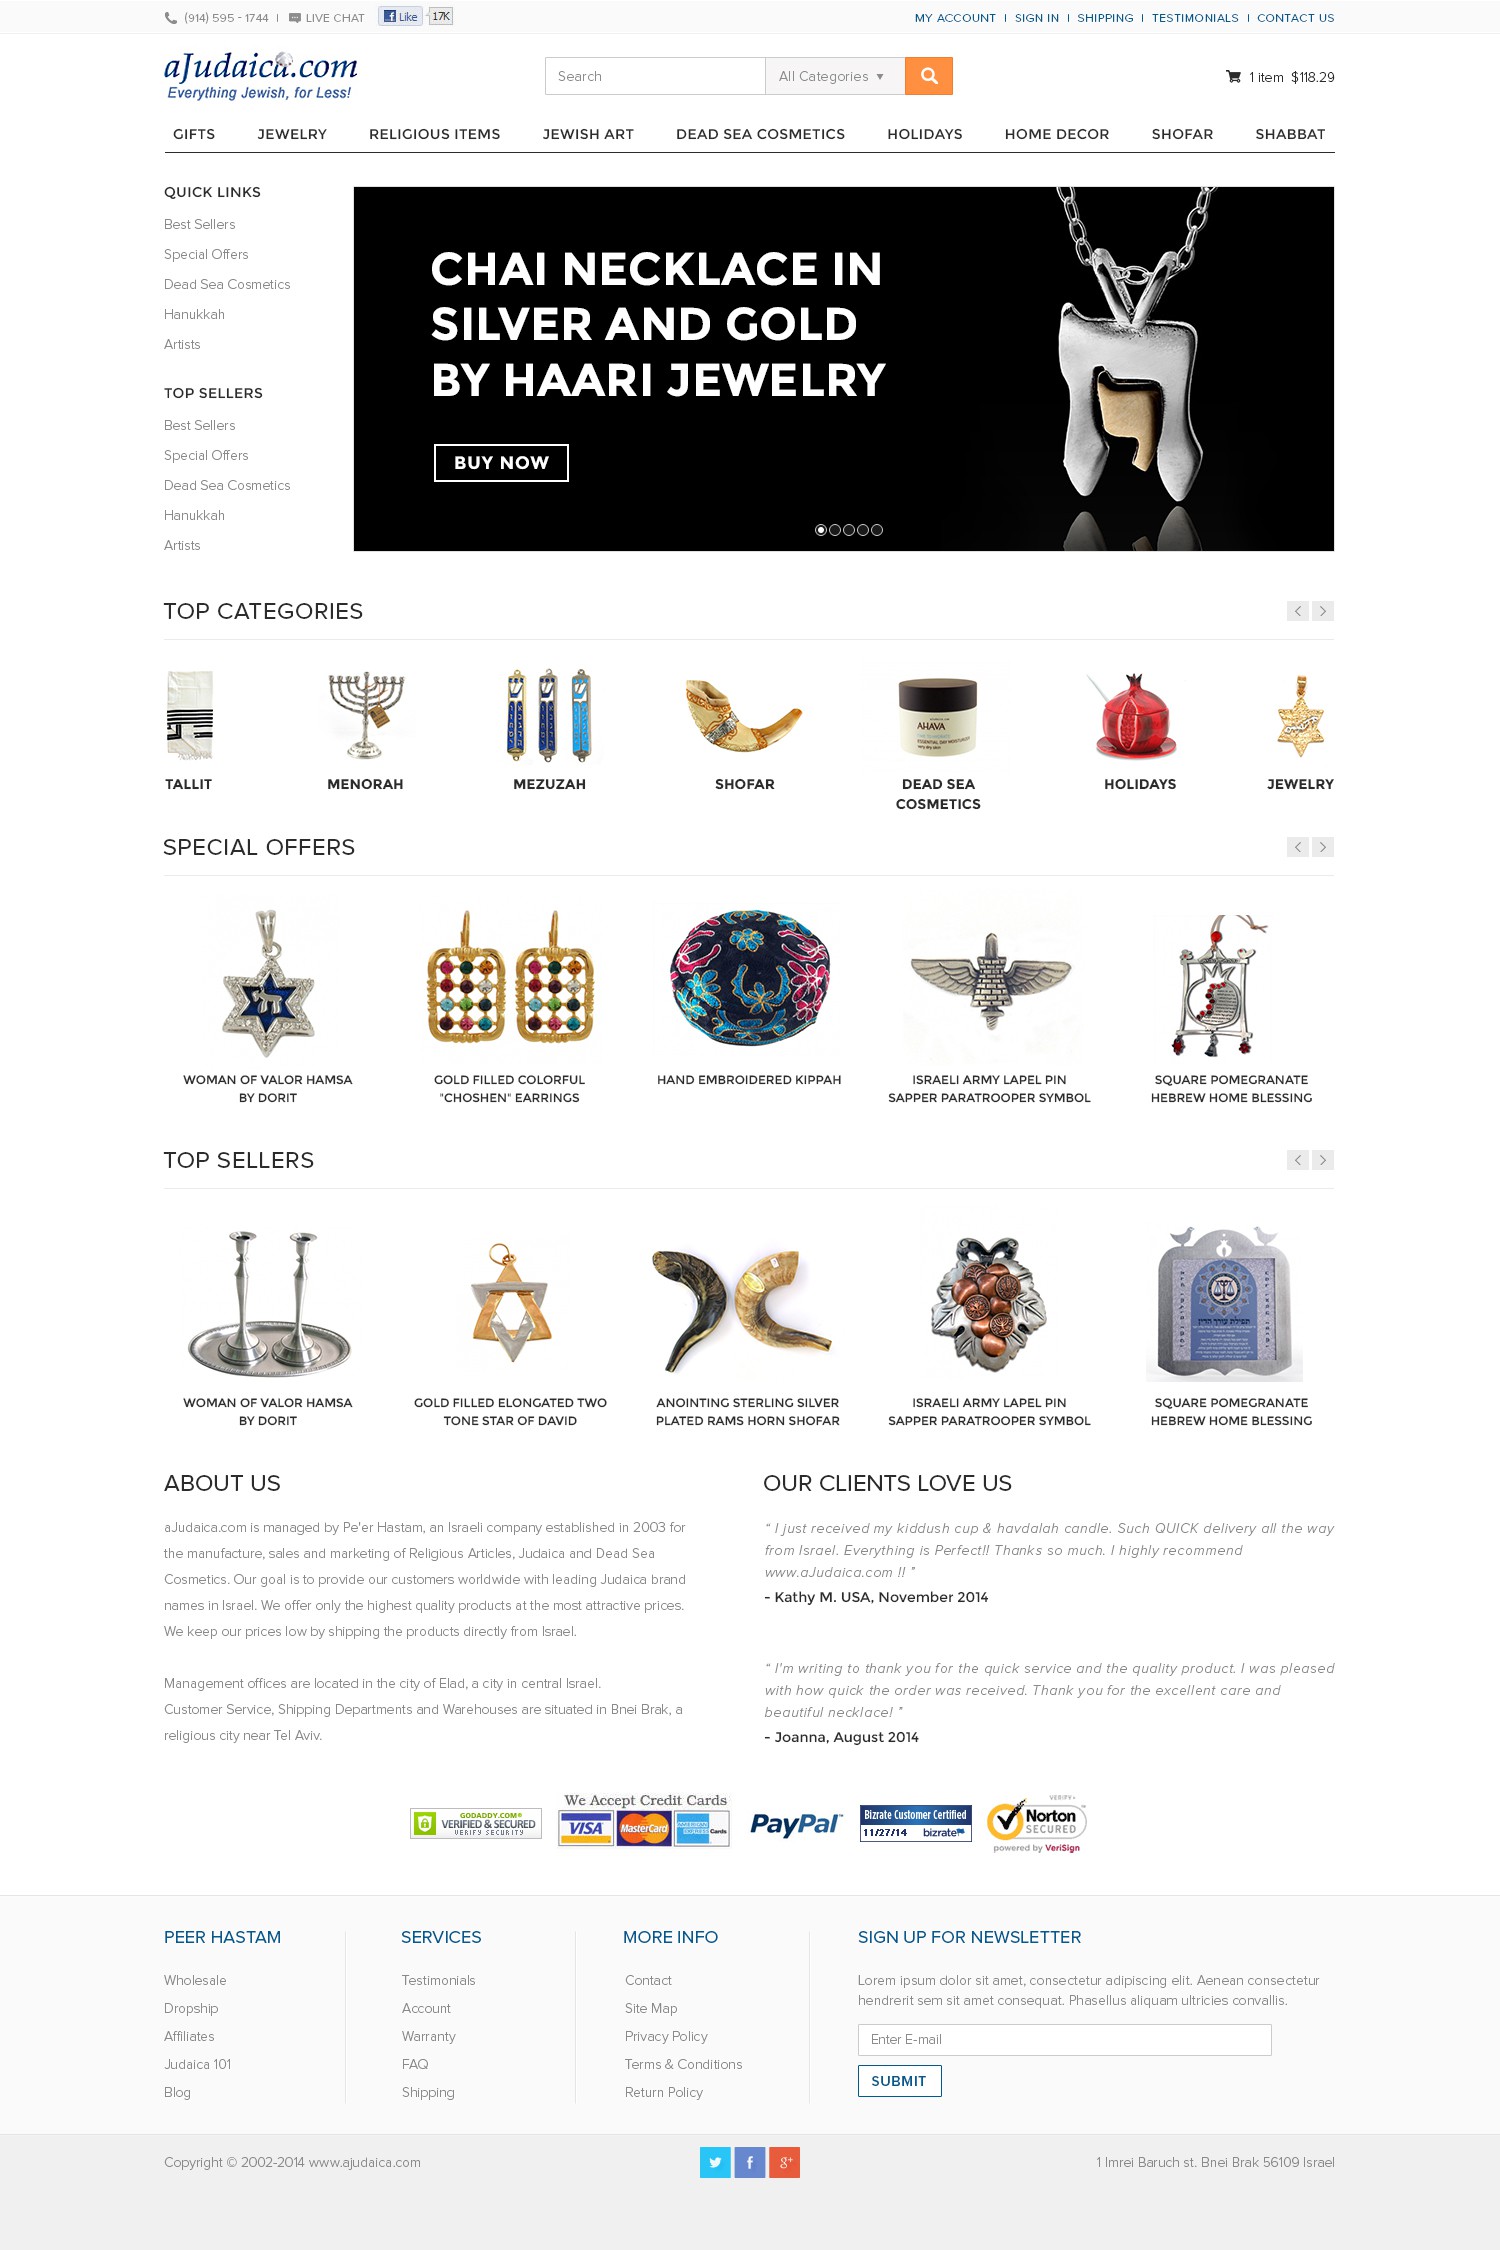 (914) 595 - 1744 | LIVE CHAT Like 17K
MY ACCOUNT | SIGN IN | SHIPPING | TESTIMONIALS | CONTACT US
aJudaica.com
Everything Jewish, for Less!
Search
All Categories
1 item $118.29
GIFTS JEWELRY RELIGIOUS ITEMS JEWISH ART DEAD SEA COSMETICS HOLIDAYS HOME DECOR SHOFAR SHABBAT
QUICK LINKS
Best Sellers
Special Offers
Dead Sea Cosmetics
Hanukkah
Artists
TOP SELLERS
Best Sellers
Special Offers
Dead Sea Cosmetics
Hanukkah
Artists
CHAI NECKLACE IN
SILVER AND GOLD
BY HAARI JEWELRY
BUY NOW
TOP CATEGORIES
AHAVA
TALLIT
MENORAH
MEZUZAH
SHOFAR
DEAD SEA
COSMETICS
HOLIDAYS
JEWELRY
SPECIAL OFFERS
WOMAN OF VALOR HAMSA
BY DORIT
GOLD FILLED COLORFUL
"CHOSHEN" EARRINGS
HAND EMBROIDERED KIPPAH
ISRAELI ARMY LAPEL PIN
SAPPER PARATROOPER SYMBOL
SQUARE POMEGRANATE
HEBREW HOME BLESSING
TOP SELLERS
תפילת עורך הדין
WOMAN OF VALOR HAMSA
BY DORIT
GOLD FILLED ELONGATED TWO
TONE STAR OF DAVID
ANOINTING STERLING SILVER
PLATED RAMS HORN SHOFAR
ISRAELI ARMY LAPEL PIN
SAPPER PARATROOPER SYMBOL
SQUARE POMEGRANATE
HEBREW HOME BLESSING
ABOUT US
aJudaica.com is managed by Pe'er Hastam, an Israeli company established in 2003 for
the manufacture, sales and marketing of Religious Articles, Judaica and Dead Sea
Cosmetics. Our goal is to provide our customers worldwide with leading Judaica brand
names in Israel. We offer only the highest quality products at the most attractive prices.
We keep our prices low by shipping the products directly from Israel.
Management offices are located in the city of Elad, a city in central Israel.
Customer Service, Shipping Departments and Warehouses are situated in Bnei Brak, a
religious city near Tel Aviv.
OUR CLIENTS LOVE US
“ I just received my kiddush cup & havdalah candle. Such QUICK delivery all the way
from Israel. Everything is Perfect!! Thanks so much. I highly recommend
www.aJudaica.com !! ”
- Kathy M. USA, November 2014
“ I'm writing to thank you for the quick service and the quality product. I was pleased
with how quick the order was received. Thank you for the excellent care and
beautiful necklace! ”
- Joanna, August 2014
GODADDY.COM®
VERIFIED & SECURED
VERIFY SECURITY
We Accept Credit Cards
VISA MasterCard AMERICAN EXPRESS Cards
PayPal™
Bizrate Customer Certified
11/27/14 bizrate
VERIFY
Norton
SECURED
powered by VeriSign
PEER HASTAM
Wholesale
Dropship
Affiliates
Judaica 101
Blog
SERVICES
Testimonials
Account
Warranty
FAQ
Shipping
MORE INFO
Contact
Site Map
Privacy Policy
Terms & Conditions
Return Policy
SIGN UP FOR NEWSLETTER
Lorem ipsum dolor sit amet, consectetur adipiscing elit. Aenean consectetur
hendrerit sem sit amet consequat. Phasellus aliquam ultricies convallis.
Enter E-mail
SUBMIT
Copyright © 2002-2014 www.ajudaica.com
1 Imrei Baruch st. Bnei Brak 56109 Israel